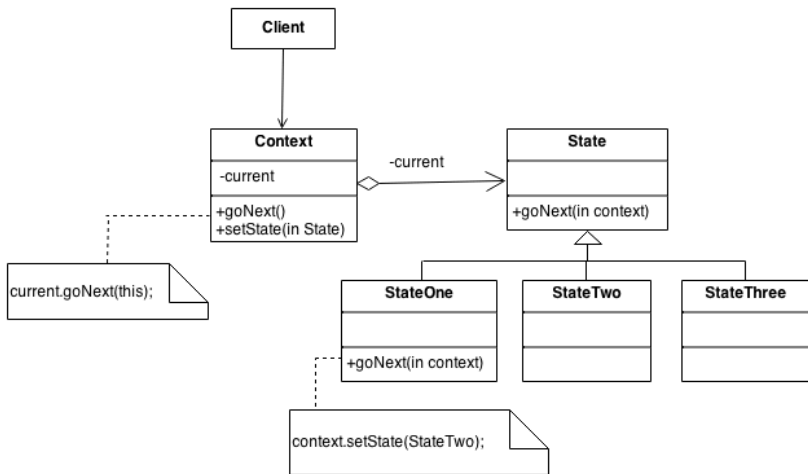 Client
Context
-current
+goNext()
+setState(in State)
-current
State
+goNext(in context)
current.goNext(this);
StateOne
+goNext(in context)
StateTwo
StateThree
context.setState(StateTwo);